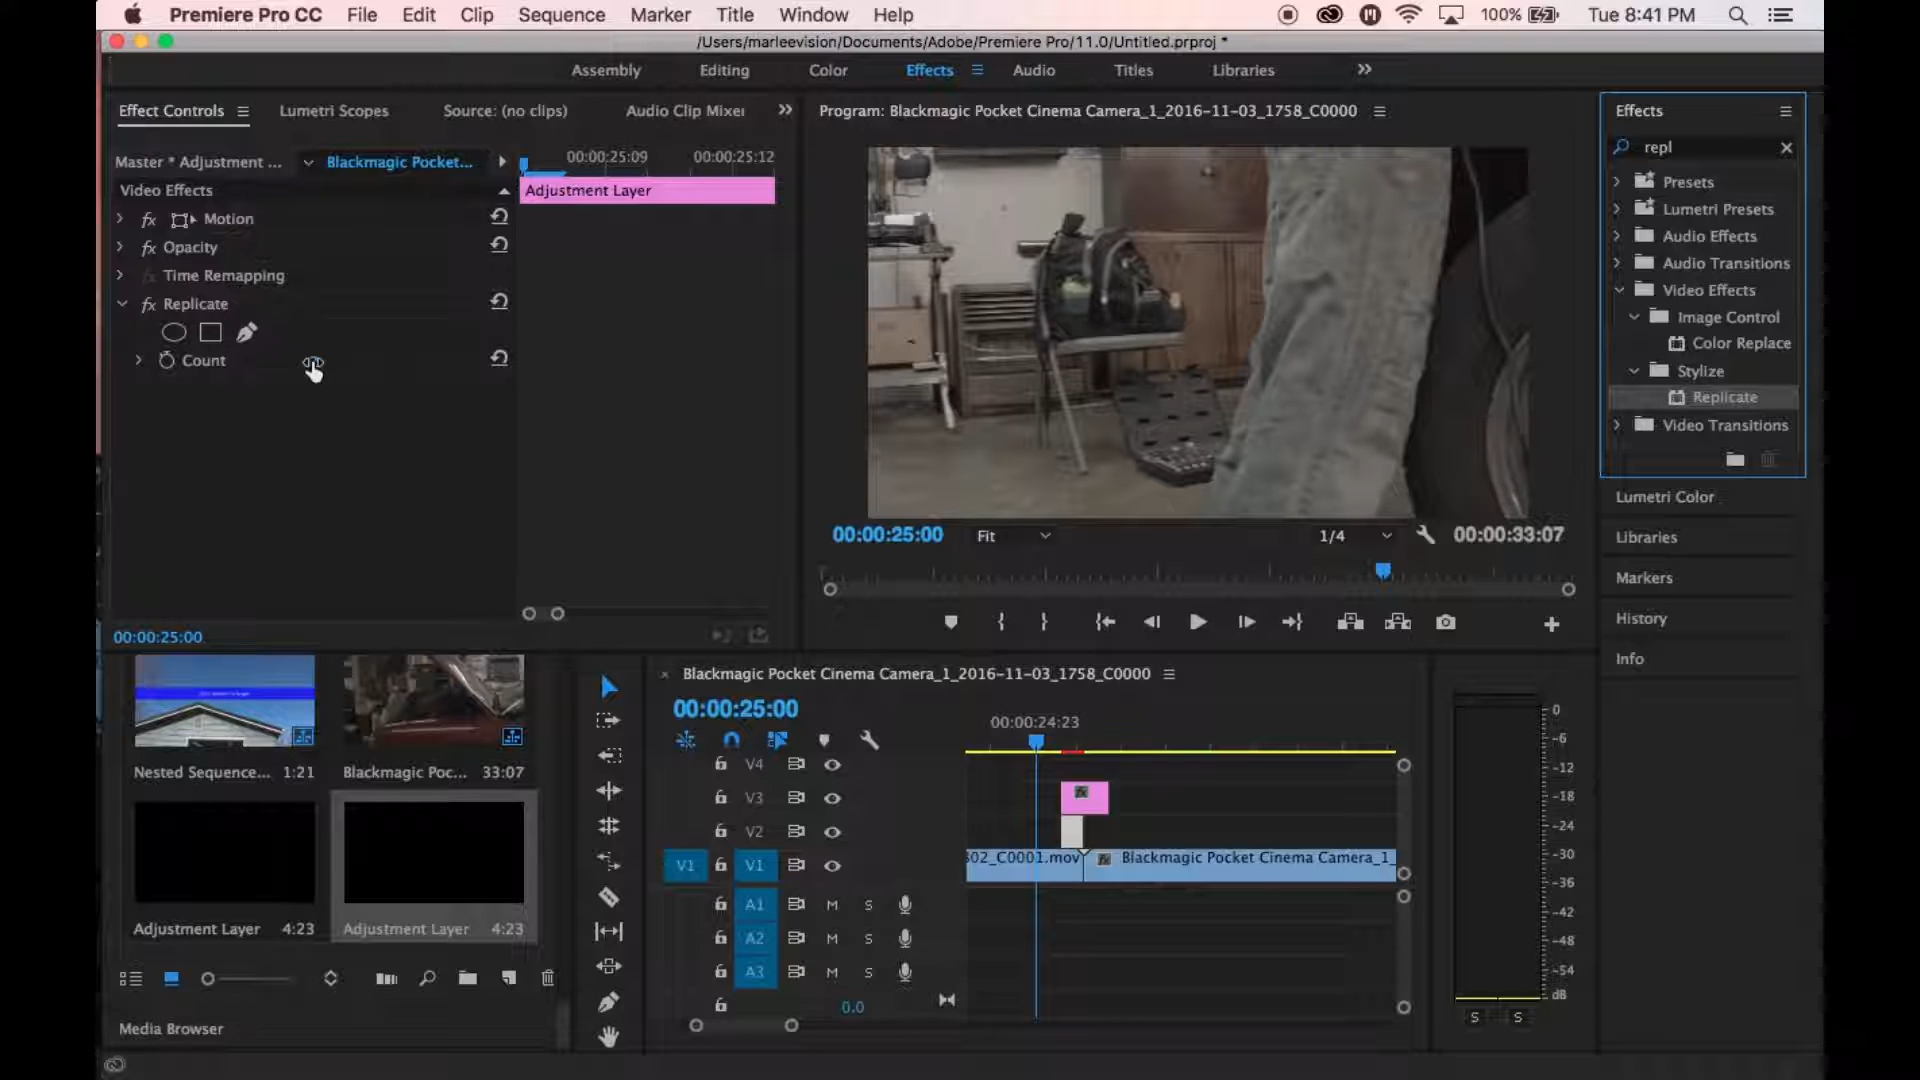 Premiere Pro CC File Edit Clip Sequence Marker Title Window Help 100% Tue 8:41 PM
/Users/marleevision/Documents/Adobe/Premiere Pro/11.0/Untitled.prproj *
Assembly Editing Color Effects Audio Titles Libraries
Effect Controls Lumetri Scopes Source: (no clips) Audio Clip Mixer
Program: Blackmagic Pocket Cinema Camera_1_2016-11-03_1758_C0000
Effects
repl
Master * Adjustment ... Blackmagic Pocket...
00:00:25:09 00:00:25:12
Video Effects
Adjustment Layer
fx Motion
fx Opacity
fx Time Remapping
fx Replicate
Count
Presets
Lumetri Presets
Audio Effects
Audio Transitions
Video Effects
Image Control
Color Replace
Stylize
Replicate
Video Transitions
Lumetri Color
Libraries
Markers
History
Info
00:00:25:00 Fit 1/4 00:00:33:07
00:00:25:00
Nested Sequence... 1:21
Blackmagic Poc... 33:07
Adjustment Layer 4:23
Adjustment Layer 4:23
Media Browser
Blackmagic Pocket Cinema Camera_1_2016-11-03_1758_C0000
00:00:25:00
00:00:24:23
V4
V3 fx
V2
V1 V1 302_C0001.mov fx Blackmagic Pocket Cinema Camera_1_
A1 M S
A2 M S
A3 M S
0.0
0
-6
-12
-18
-24
-30
-36
-42
-48
-54
dB
S S